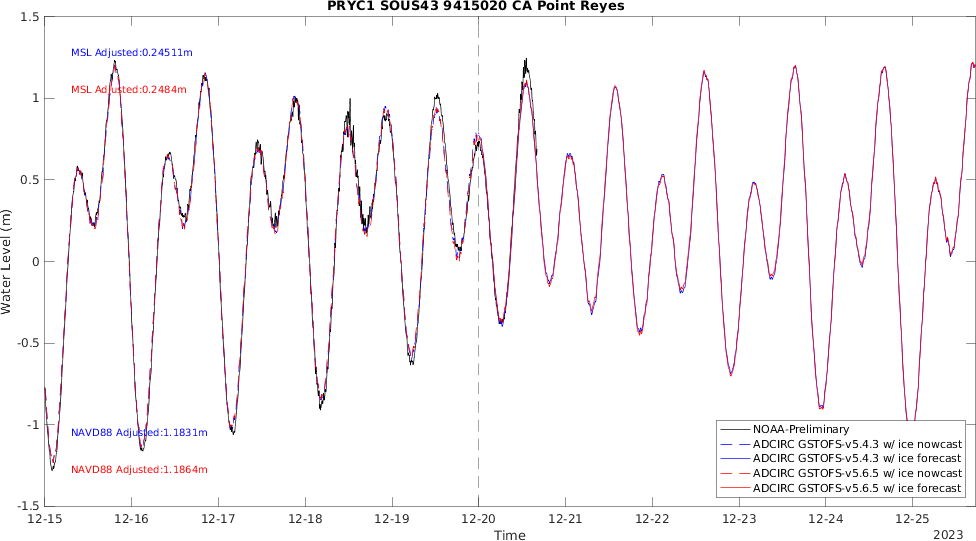 PRYC1 SOUS43 9415020 CA Point Reyes
1.5
1
0.5
0
-0.5
-1
-1.5
Water Level (m)
MSL Adjusted:0.24511m
MSL Adjusted:0.2484m
NAVD88 Adjusted:1.1831m
NAVD88 Adjusted:1.1864m
NOAA-Preliminary
ADCIRC GSTOFS-v5.4.3 w/ ice nowcast
ADCIRC GSTOFS-v5.4.3 w/ ice forecast
ADCIRC GSTOFS-v5.6.5 w/ ice nowcast
ADCIRC GSTOFS-v5.6.5 w/ ice forecast
12-15 12-16 12-17 12-18 12-19 12-20 12-21 12-22 12-23 12-24 12-25
Time
2023